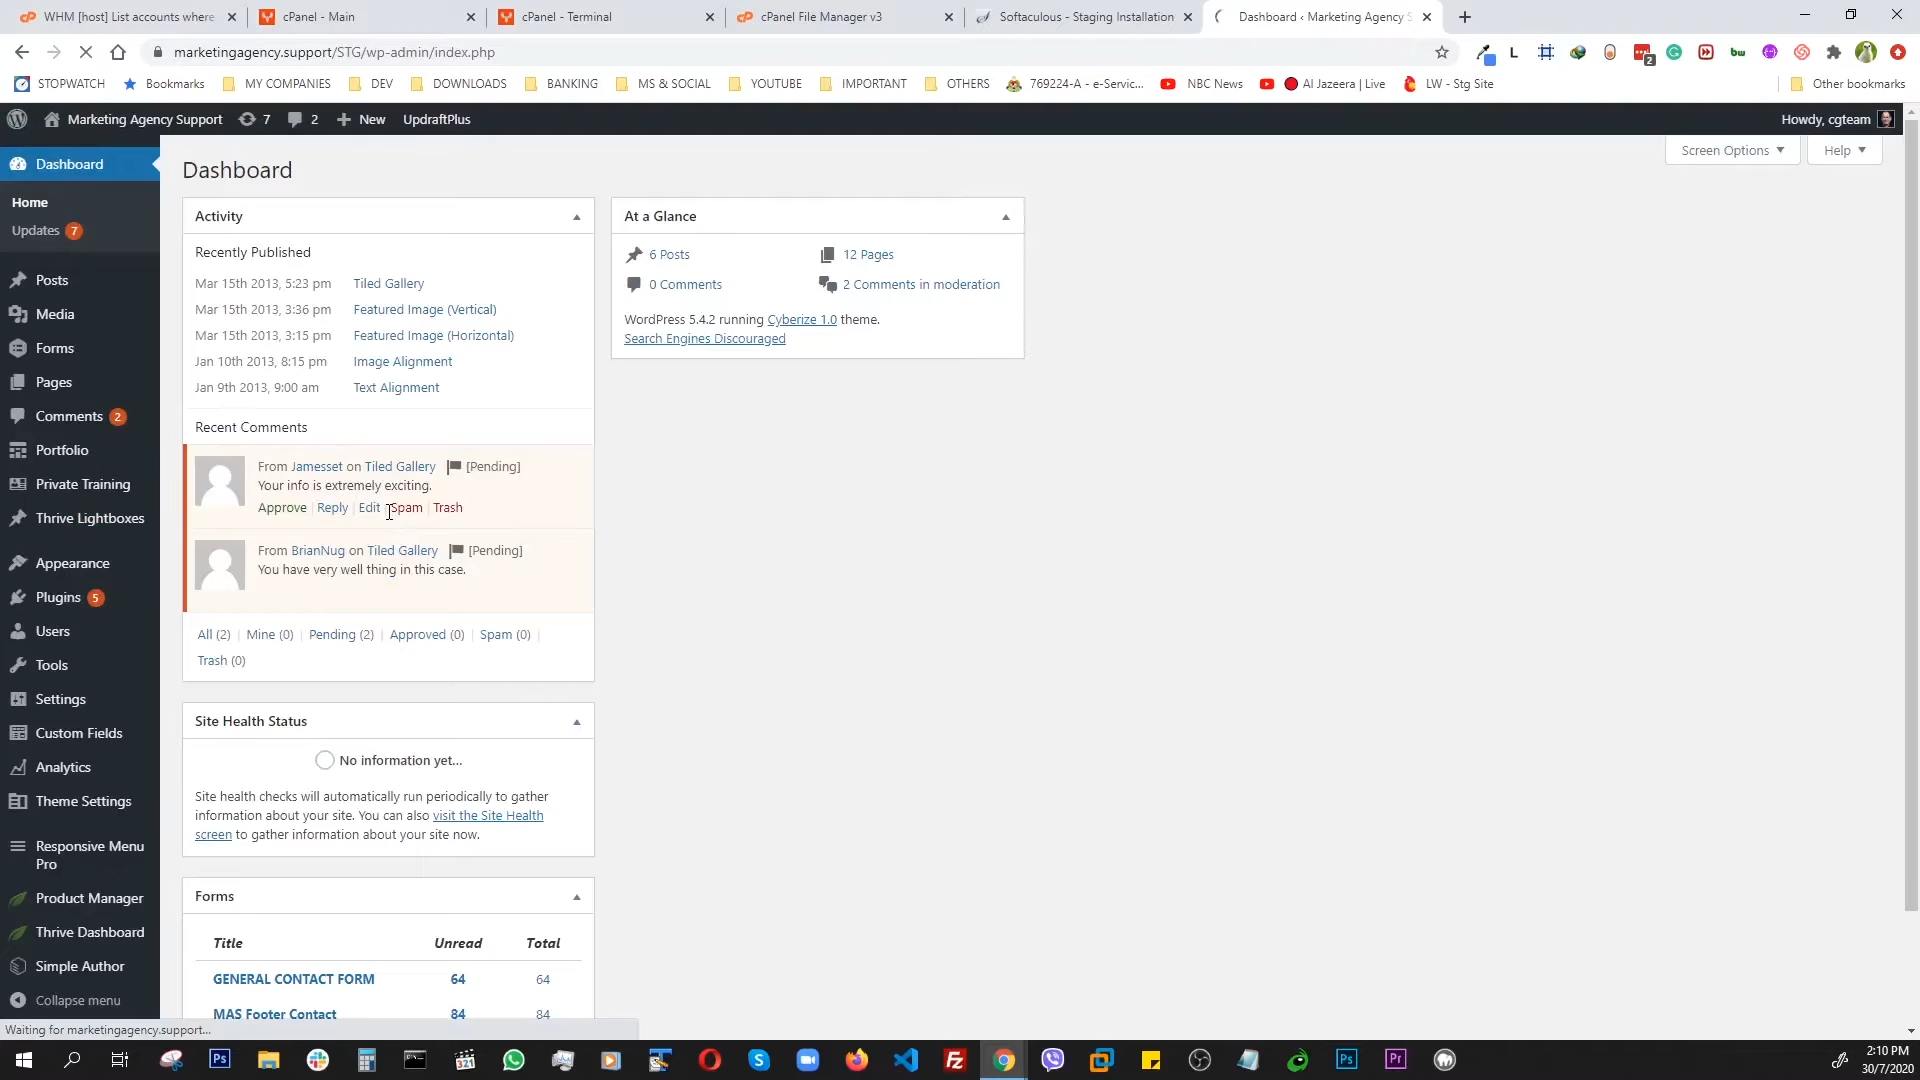 WHM [host] List accounts where
cPanel - Main
cPanel - Terminal
cPanel File Manager v3
Softaculous - Staging Installation
Dashboard ‹ Marketing Agency S
marketingagency.support/STG/wp-admin/index.php
STOPWATCH
Bookmarks
MY COMPANIES
DEV
DOWNLOADS
BANKING
MS & SOCIAL
YOUTUBE
IMPORTANT
OTHERS
769224-A - e-Servic...
NBC News
Al Jazeera | Live
LW - Stg Site
Other bookmarks
Marketing Agency Support
7
2
New
UpdraftPlus
Howdy, cgteam
Dashboard
Home
Updates 7
Posts
Media
Forms
Pages
Comments 2
Portfolio
Private Training
Thrive Lightboxes
Appearance
Plugins 5
Users
Tools
Settings
Custom Fields
Analytics
Theme Settings
Responsive Menu
Pro
Product Manager
Thrive Dashboard
Simple Author
Collapse menu
Dashboard
Screen Options
Help
Activity
Recently Published
Mar 15th 2013, 5:23 pm Tiled Gallery
Mar 15th 2013, 3:36 pm Featured Image (Vertical)
Mar 15th 2013, 3:15 pm Featured Image (Horizontal)
Jan 10th 2013, 8:15 pm Image Alignment
Jan 9th 2013, 9:00 am Text Alignment
Recent Comments
From Jamesset on Tiled Gallery [Pending]
Your info is extremely exciting.
Approve | Reply | Edit | Spam | Trash
From BrianNug on Tiled Gallery [Pending]
You have very well thing in this case.
All (2) | Mine (0) | Pending (2) | Approved (0) | Spam (0) |
Trash (0)
Site Health Status
No information yet...
Site health checks will automatically run periodically to gather
information about your site. You can also visit the Site Health
screen to gather information about your site now.
Forms
Title Unread Total
GENERAL CONTACT FORM 64 64
MAS Footer Contact 84 84
At a Glance
6 Posts
12 Pages
0 Comments
2 Comments in moderation
WordPress 5.4.2 running Cyberize 1.0 theme.
Search Engines Discouraged
Waiting for marketingagency.support...
2:10 PM
30/7/2020